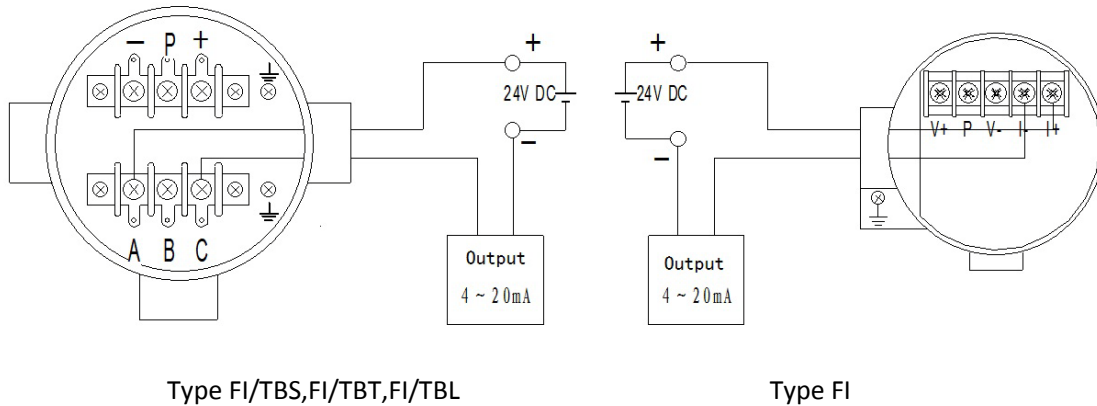 − P +
A B C
+
24V DC
−
Output
4 ~ 20mA
+
24V DC
−
Output
4 ~ 20mA
V+ P V- I- I+
Type FI/TBS,FI/TBT,FI/TBL
Type FI